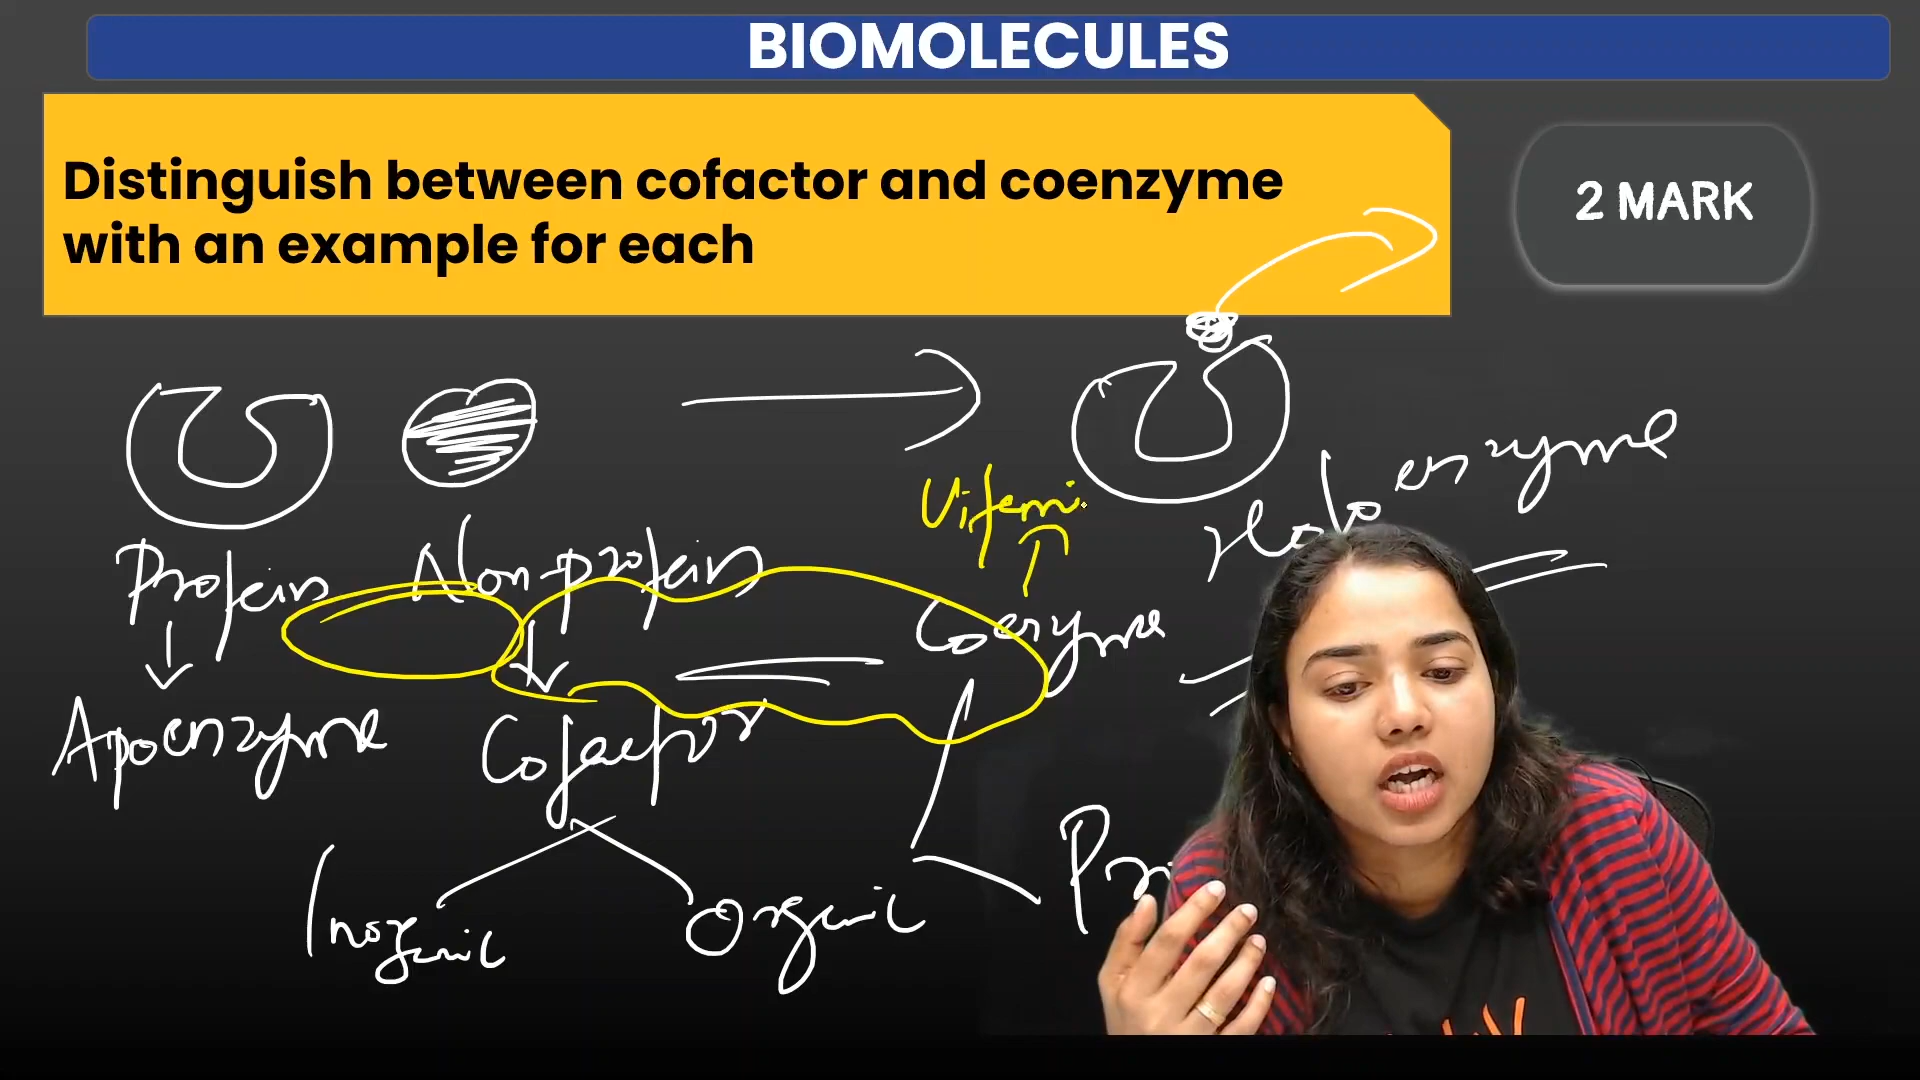 BIOMOLECULES
Distinguish between cofactor and coenzyme
with an example for each
2 MARK
Holoenzyme
Vitami
Protein Non-protein
Coenzyme
Apoenzyme Cofactor
Inorganic Organic